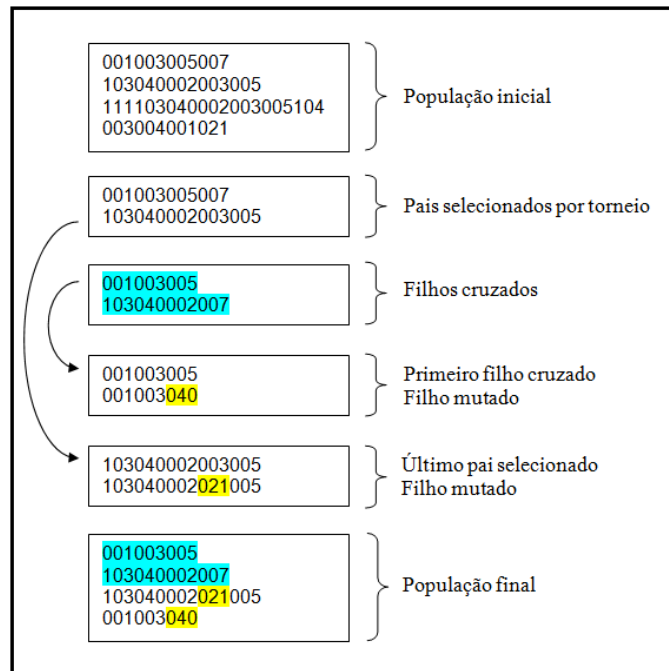 001003005007
103040002003005
111103040002003005104
003004001021
População inicial
001003005007
103040002003005
Pais selecionados por torneio
001003005
103040002007
Filhos cruzados
001003005
001003040
Primeiro filho cruzado
Filho mutado
103040002003005
103040002021005
Último pai selecionado
Filho mutado
001003005
103040002007
103040002021005
001003040
População final